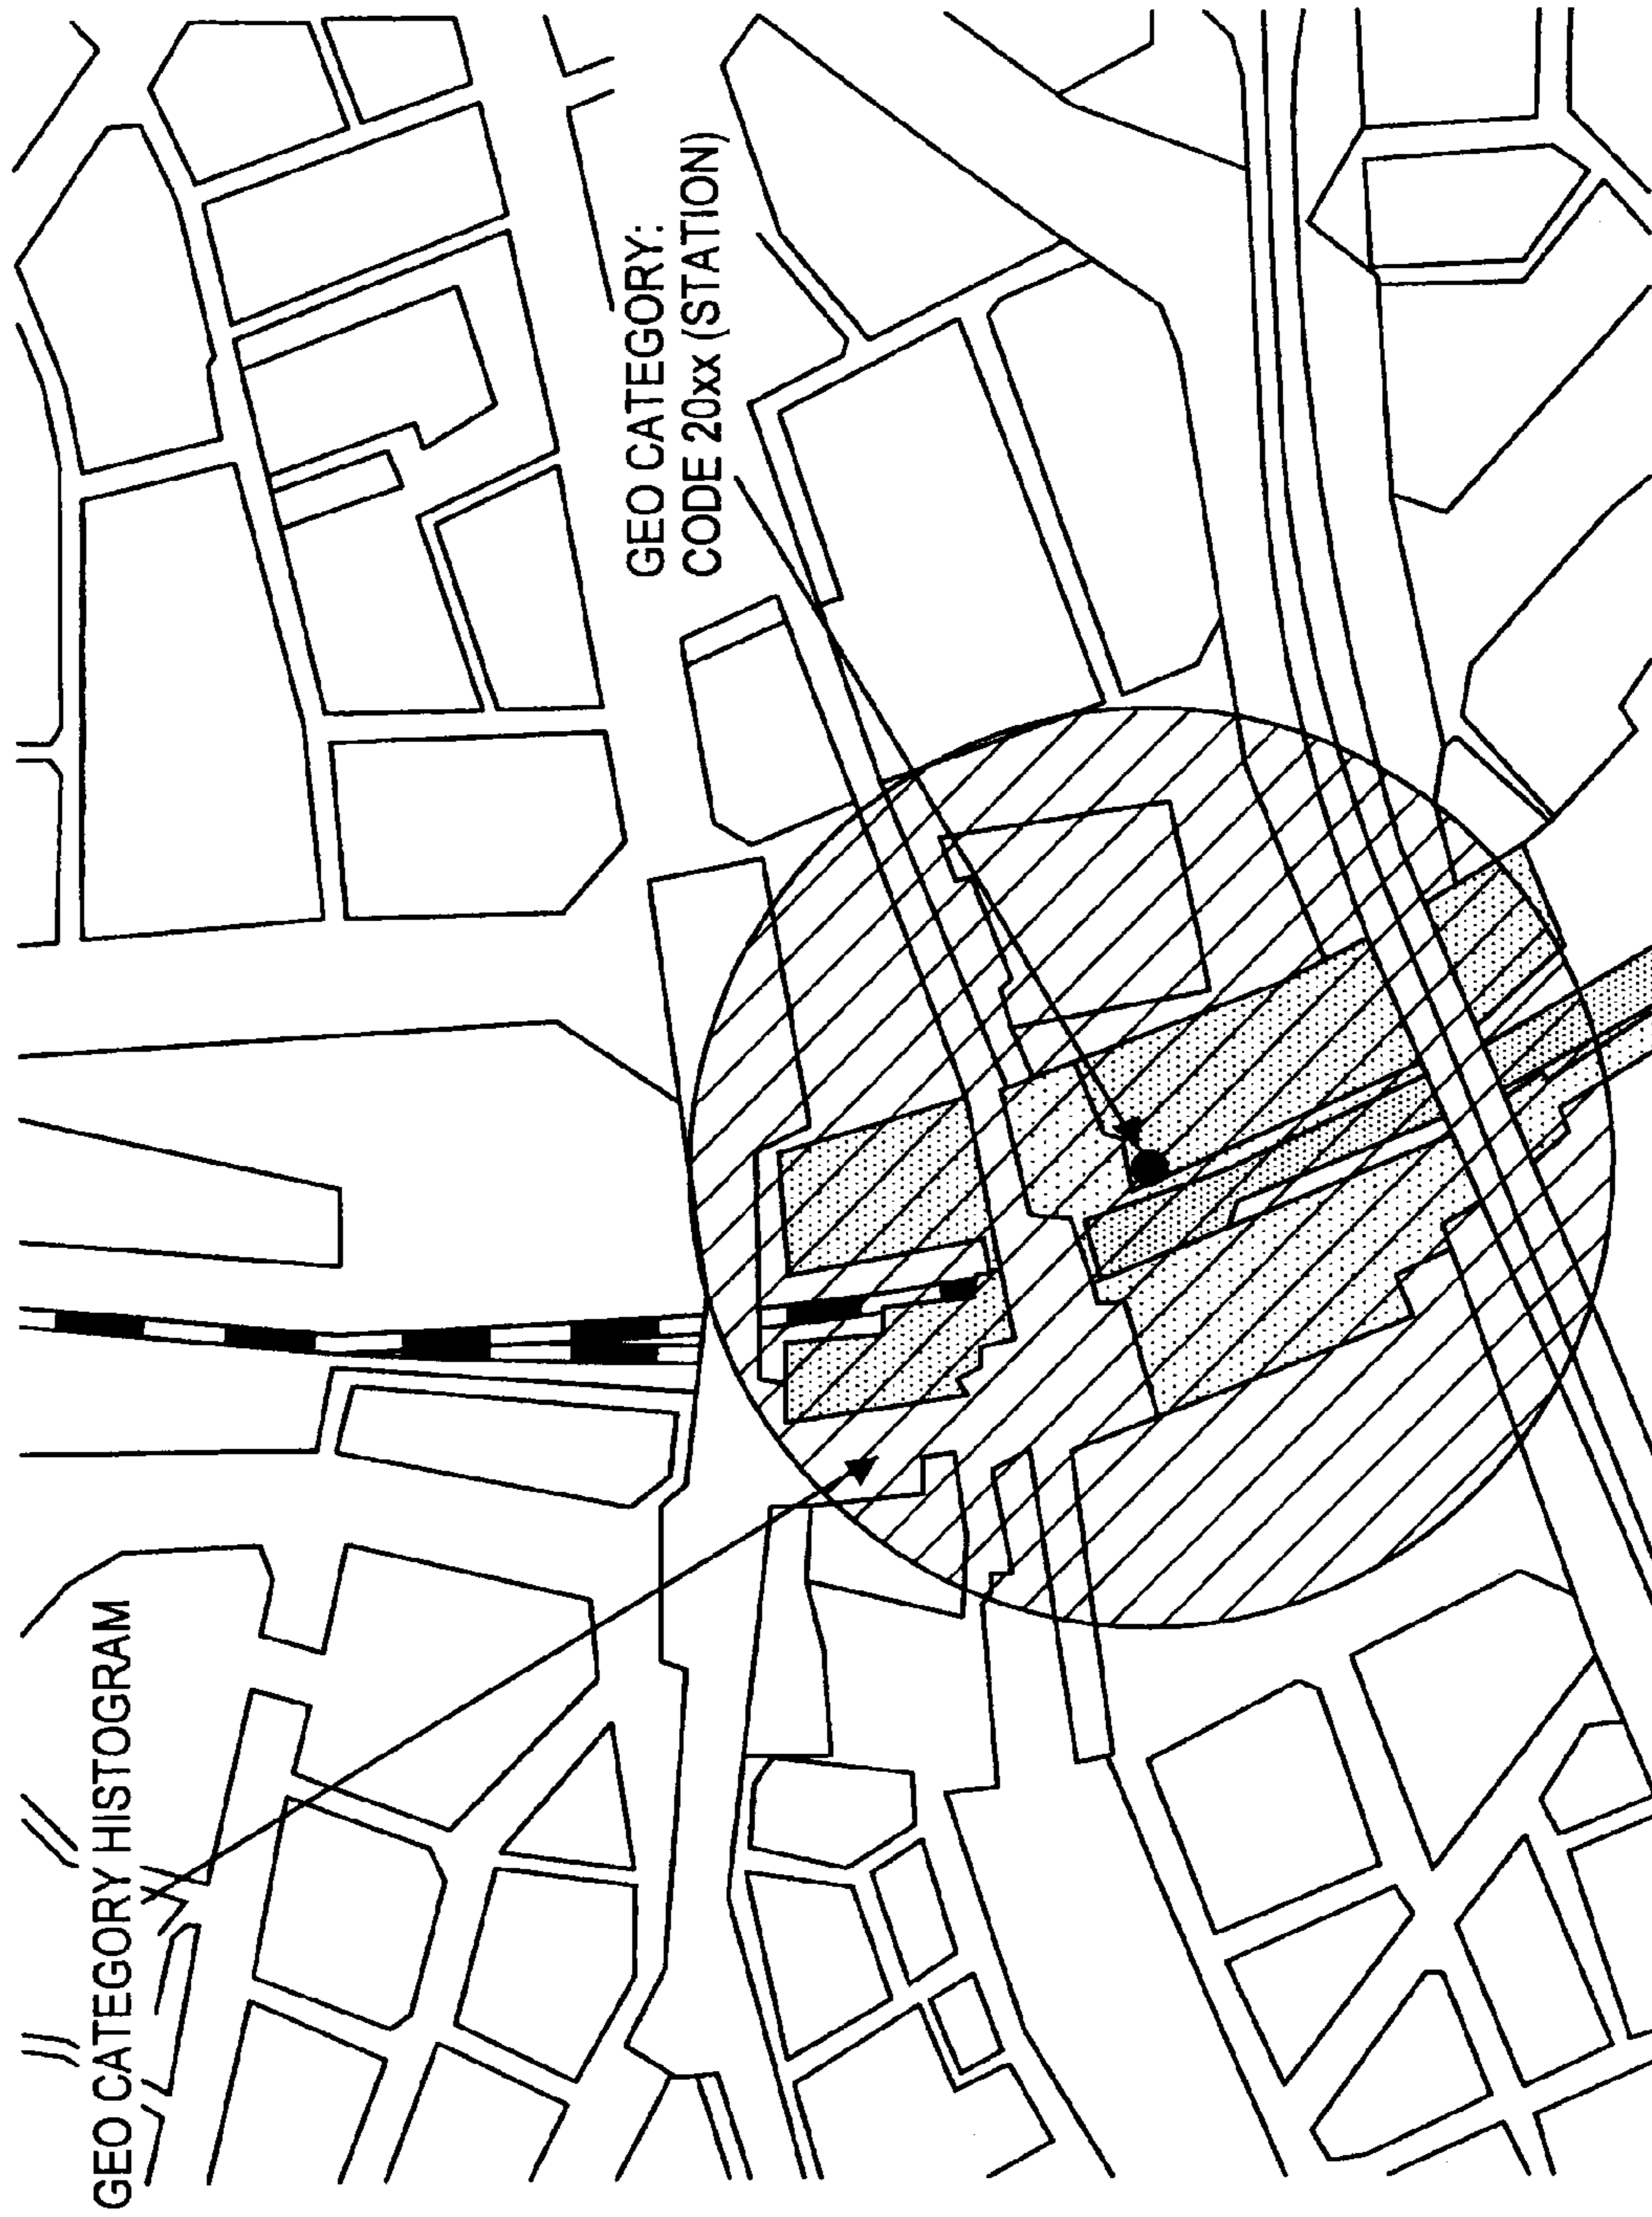 GEO CATEGORY HISTOGRAM
GEO CATEGORY:
CODE 20xx (STATION)